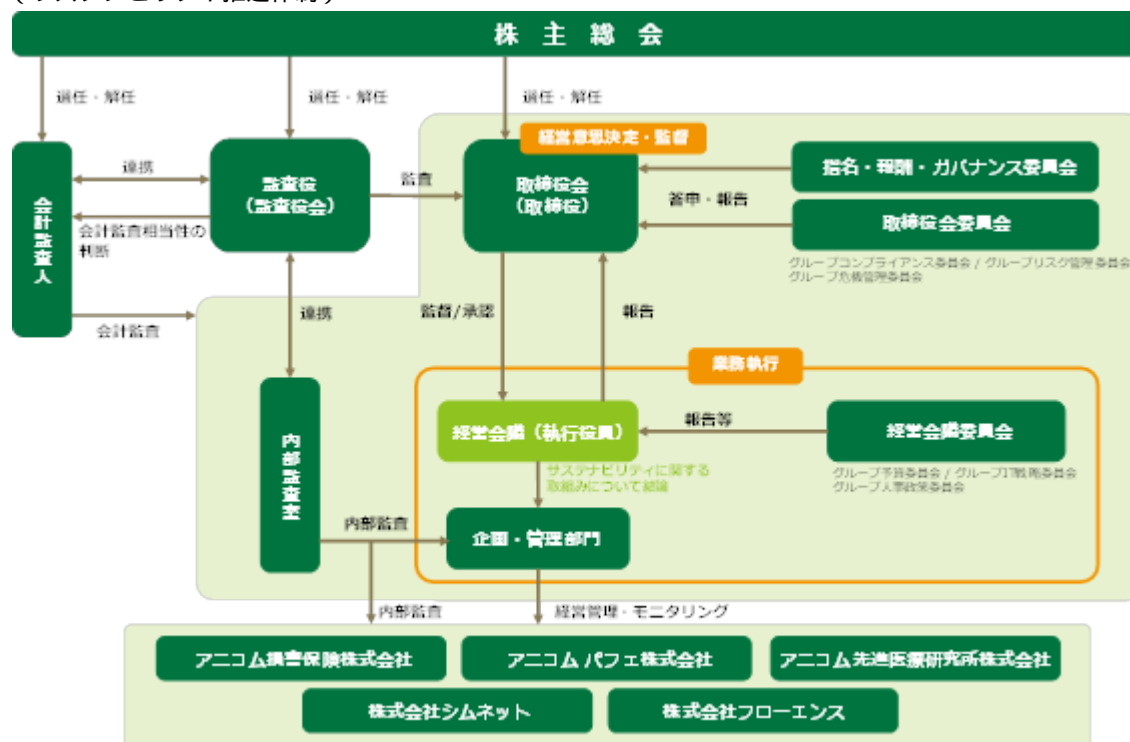 株主総会
選任・解任
選任・解任
選任・解任
経営意思決定・監督
会計監査人
連携
監査役
(監査役会)
監査
取締役会
(取締役)
指名・報酬・ガバナンス委員会
答申・報告
取締役会委員会
会計監査相当性の
判断
グループコンプライアンス委員会 / グループリスク管理委員会
グループ危機管理委員会
会計監査
連携
監督/承認
報告
業務執行
内部監査室
経営会議(執行役員)
報告等
経営会議委員会
サステナビリティに関する
取組みについて結論
グループ予算委員会 / グループIT戦略委員会
グループ人事政策委員会
内部監査
企画・管理部門
内部監査
経営管理・モニタリング
アニコム損害保険株式会社
アニコム パフェ株式会社
アニコム先進医療研究所株式会社
株式会社シムネット
株式会社フローエンス